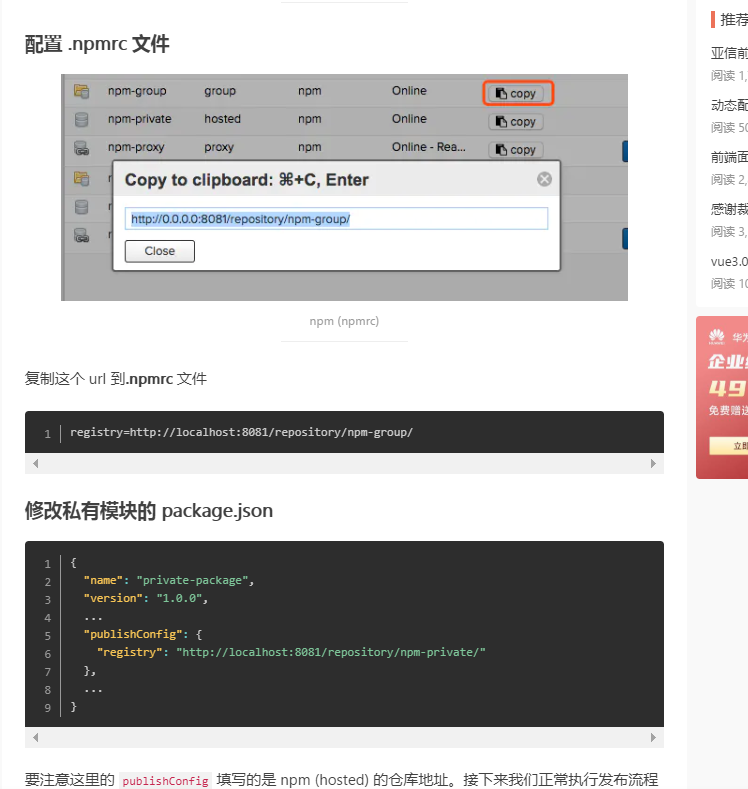 配置 .npmrc 文件
npm-group group npm Online copy
npm-private hosted npm Online copy
npm-proxy proxy npm Online - Rea... copy
Copy to clipboard: ⌘+C, Enter
http://0.0.0.0:8081/repository/npm-group/
Close
npm (npmrc)
复制这个 url 到.npmrc 文件
1 registry=http://localhost:8081/repository/npm-group/
修改私有模块的 package.json
1 {
2 "name": "private-package",
3 "version": "1.0.0",
4 ...
5 "publishConfig": {
6 "registry": "http://localhost:8081/repository/npm-private/"
7 },
8 ...
9 }
要注意这里的 publishConfig 填写的是 npm (hosted) 的仓库地址。接下来我们正常执行发布流程
推荐
亚信前
阅读 1,
动态配
阅读 50
前端面
阅读 2,
感谢裁
阅读 3,
vue3.0
阅读 10
华为
企业
49
免费赠送
立即